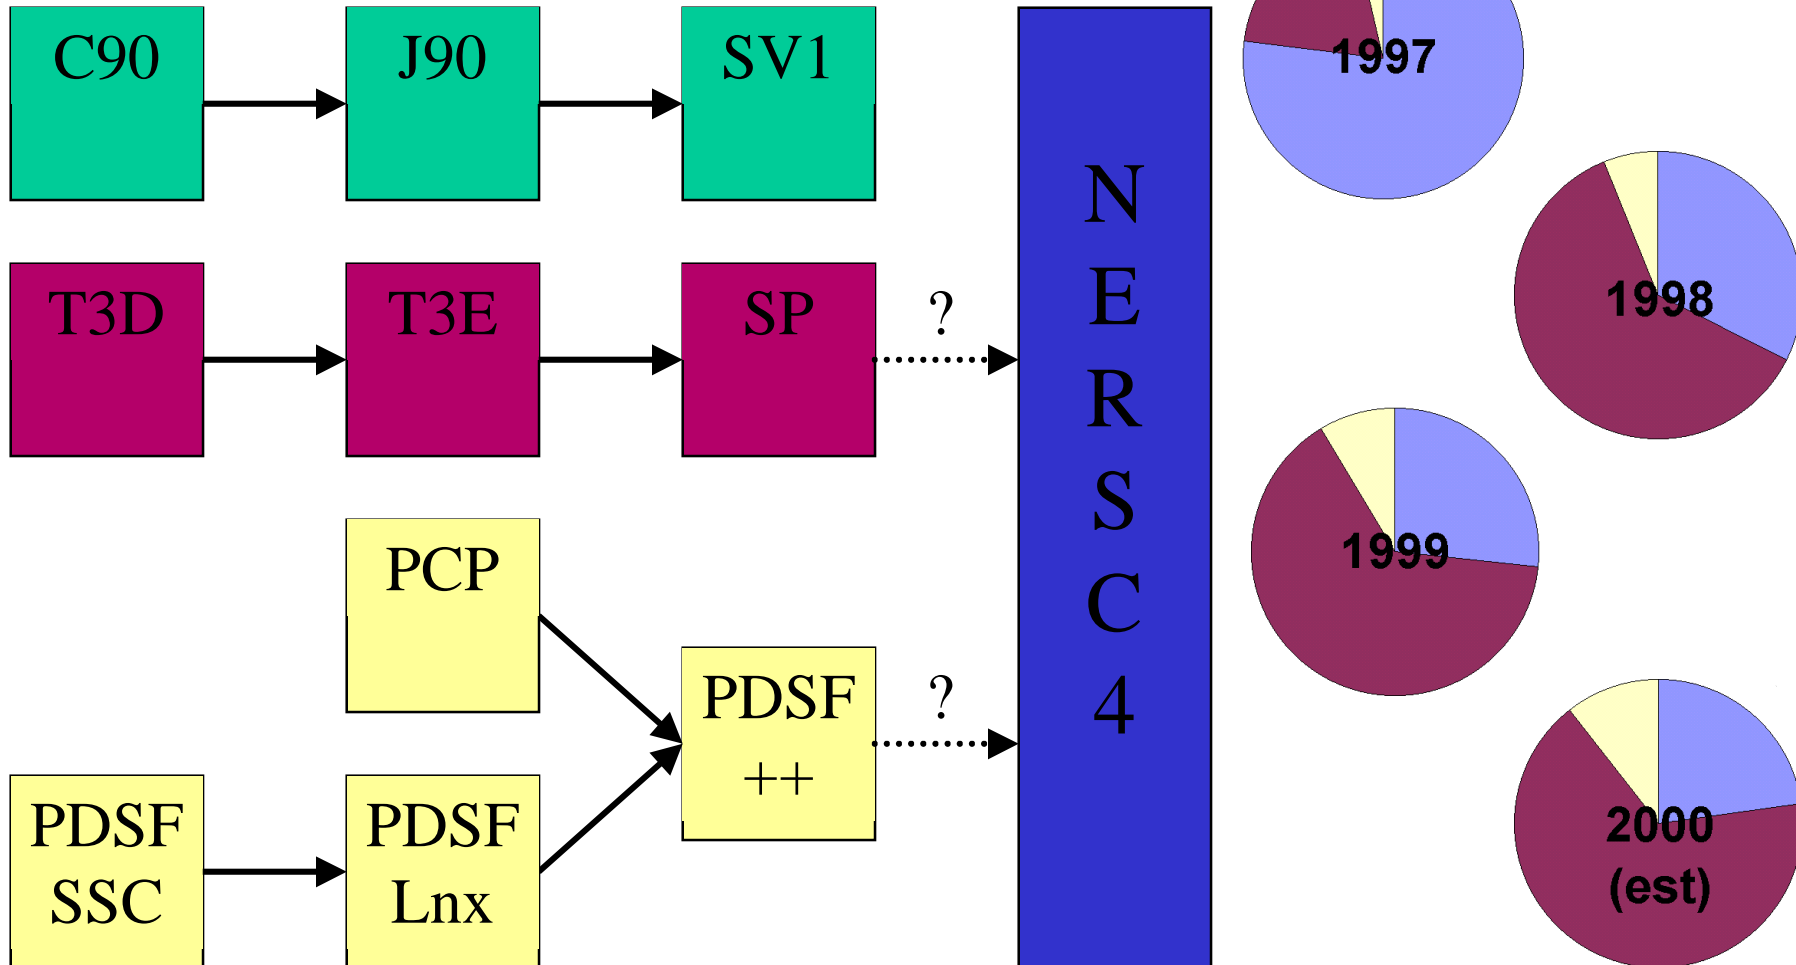 C90
J90
SV1
T3D
T3E
SP
?
PCP
PDSF
++
?
PDSF
SSC
PDSF
Lnx
N
E
R
S
C
4
1997
1998
1999
2000
(est)